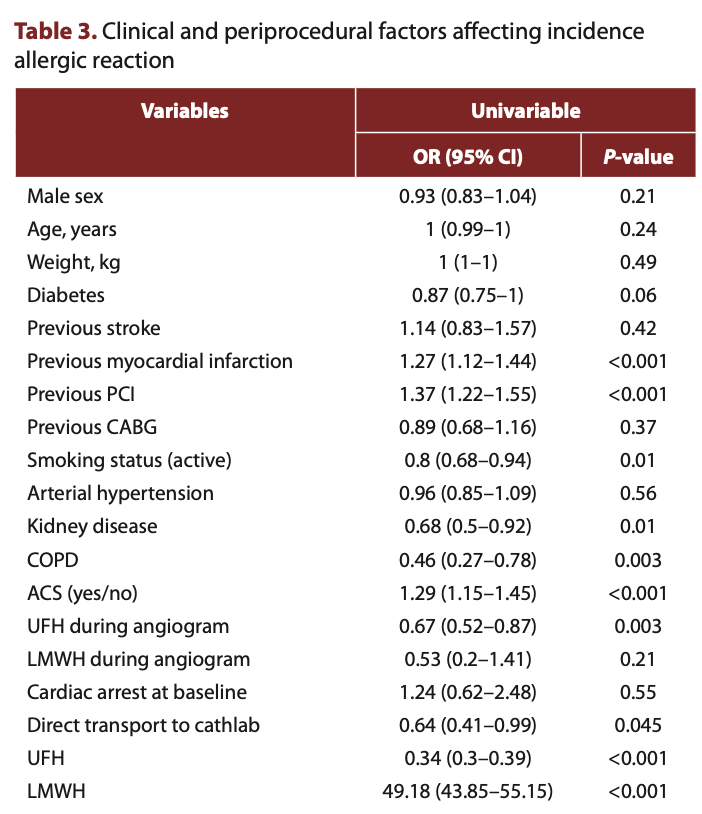 Table 3. Clinical and periprocedural factors affecting incidence
allergic reaction
Variables Univariable
OR (95% CI) P-value
Male sex 0.93 (0.83–1.04) 0.21
Age, years 1 (0.99–1) 0.24
Weight, kg 1 (1–1) 0.49
Diabetes 0.87 (0.75–1) 0.06
Previous stroke 1.14 (0.83–1.57) 0.42
Previous myocardial infarction 1.27 (1.12–1.44) <0.001
Previous PCI 1.37 (1.22–1.55) <0.001
Previous CABG 0.89 (0.68–1.16) 0.37
Smoking status (active) 0.8 (0.68–0.94) 0.01
Arterial hypertension 0.96 (0.85–1.09) 0.56
Kidney disease 0.68 (0.5–0.92) 0.01
COPD 0.46 (0.27–0.78) 0.003
ACS (yes/no) 1.29 (1.15–1.45) <0.001
UFH during angiogram 0.67 (0.52–0.87) 0.003
LMWH during angiogram 0.53 (0.2–1.41) 0.21
Cardiac arrest at baseline 1.24 (0.62–2.48) 0.55
Direct transport to cathlab 0.64 (0.41–0.99) 0.045
UFH 0.34 (0.3–0.39) <0.001
LMWH 49.18 (43.85–55.15) <0.001